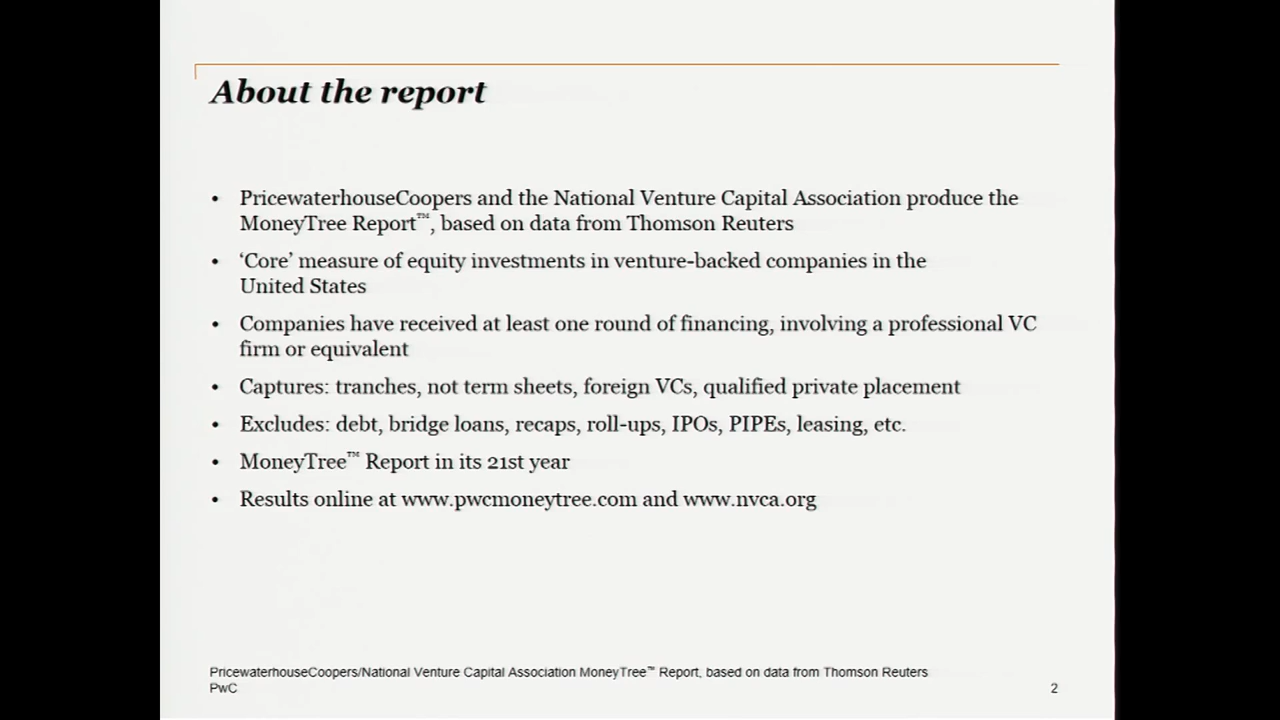 About the report
• PricewaterhouseCoopers and the National Venture Capital Association produce the
MoneyTree Report™, based on data from Thomson Reuters
• ‘Core’ measure of equity investments in venture-backed companies in the
United States
• Companies have received at least one round of financing, involving a professional VC
firm or equivalent
• Captures: tranches, not term sheets, foreign VCs, qualified private placement
• Excludes: debt, bridge loans, recaps, roll-ups, IPOs, PIPEs, leasing, etc.
• MoneyTree™ Report in its 21st year
• Results online at www.pwcmoneytree.com and www.nvca.org
PricewaterhouseCoopers/National Venture Capital Association MoneyTree™ Report, based on data from Thomson Reuters
PwC 2